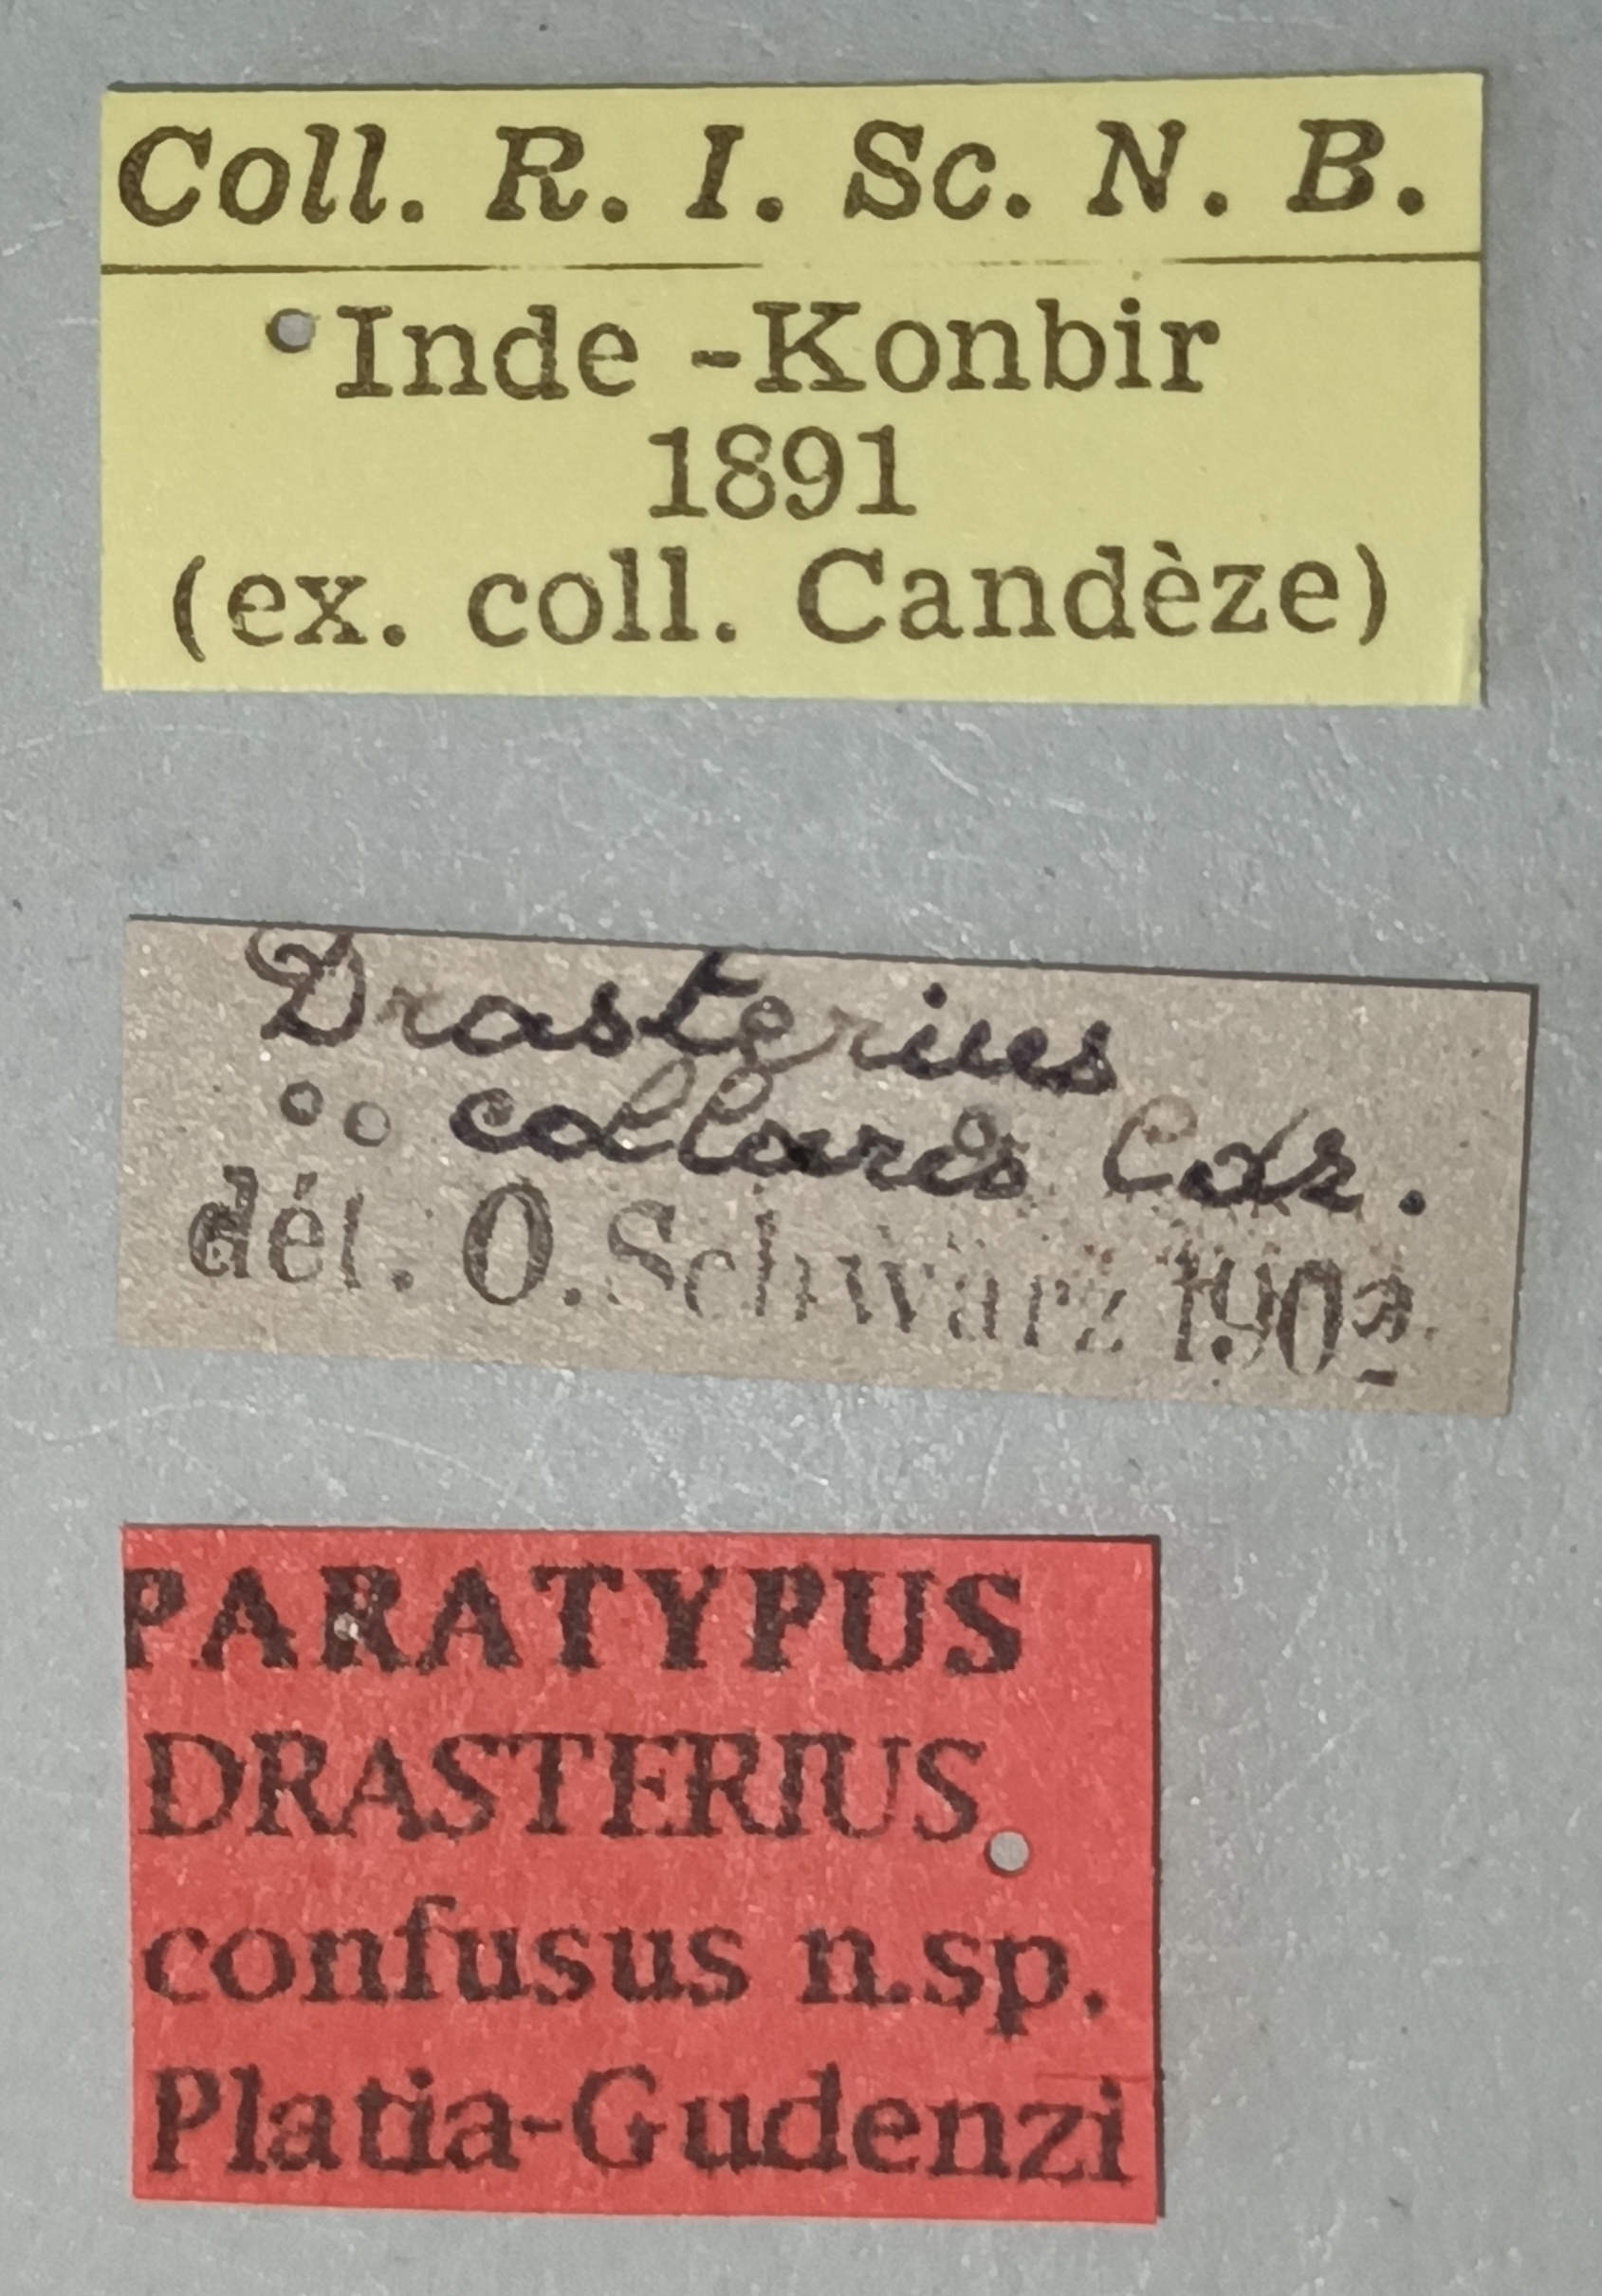 Coll. R. I. Sc. N. B.
Inde -Konbir
1891
(ex. coll. Candèze)
Drasterius
collaris Cdz.
dét. O. Schwarz 1902
PARATYPUS
DRASTERIUS
confusus n.sp.
Platia-Gudenzi